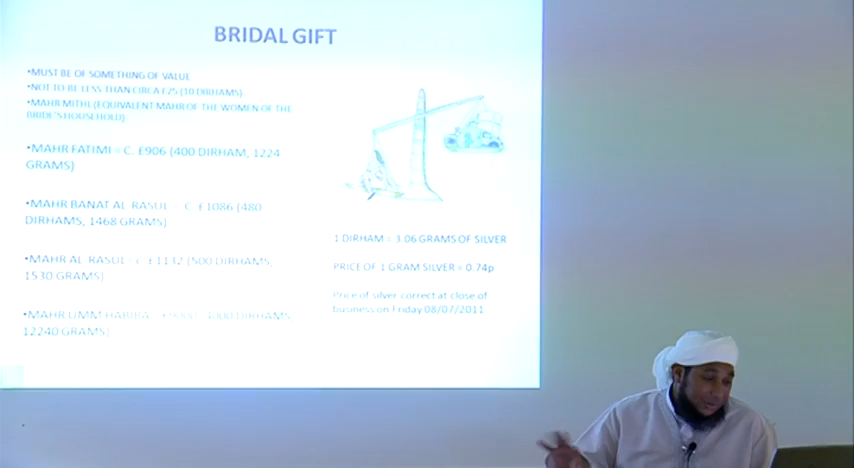 BRIDAL GIFT
•MUST BE OF SOMETHING OF VALUE
•NOT TO BE LESS THAN CIRCA £25 (10 DIRHAMS)
•MAHR MITHL (EQUIVALENT MAHR OF THE WOMEN OF THE
BRIDE'S HOUSEHOLD)
•MAHR FATIMI = C. £906 (400 DIRHAM, 1224
GRAMS)
•MAHR BANAT AL RASUL C. £1086 (480
DIRHAMS, 1468 GRAMS)
•MAHR AL RASUL C. £1132 (500 DIRHAMS,
1530 GRAMS)
•MAHR UMM HABIBA 4000 DIRHAMS
12240 GRAMS)
1 DIRHAM = 3.06 GRAMS OF SILVER
PRICE OF 1 GRAM SILVER = 0.74p
Price of silver correct at close of
business on Friday 08/07/2011